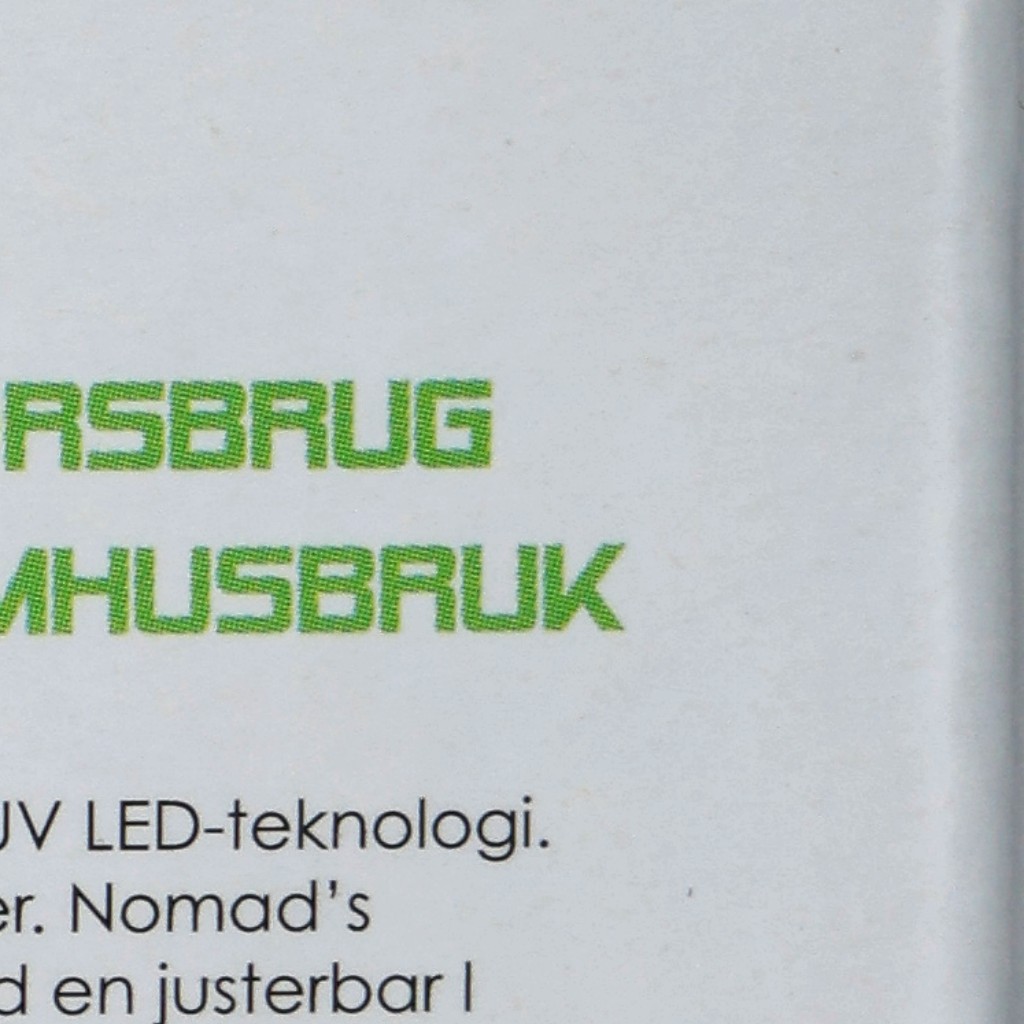 RSBRUG
MHUSBRUK
UV LED-teknologi.
er. Nomad's
d en justerbar l